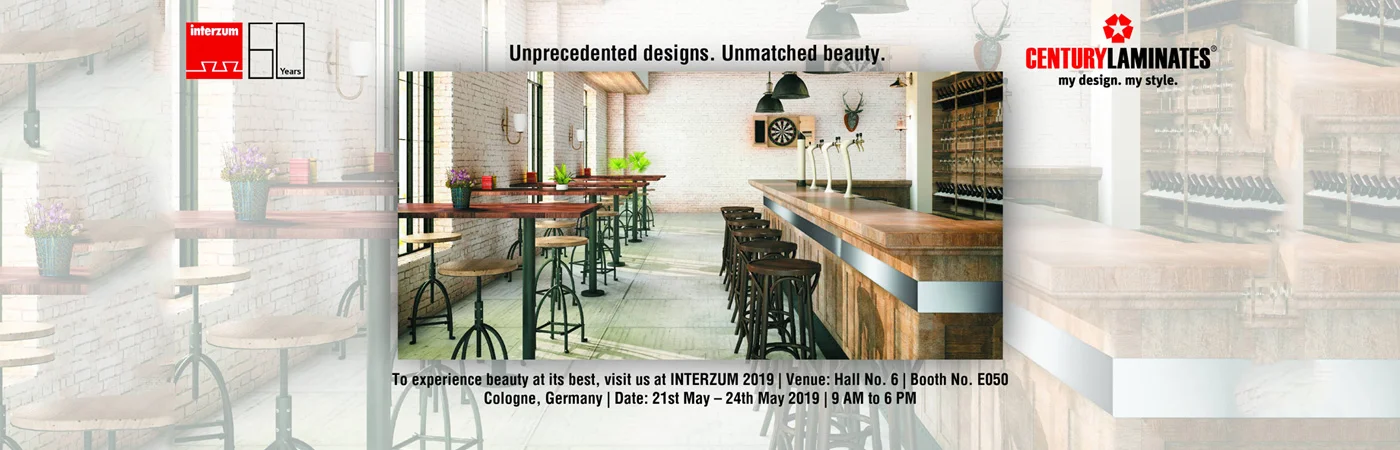 interzum
60
Years
Unprecedented designs. Unmatched beauty.
CENTURYLAMINATES®
my design. my style.
To experience beauty at its best, visit us at INTERZUM 2019 | Venue: Hall No. 6 | Booth No. E050
Cologne, Germany | Date: 21st May – 24th May 2019 | 9 AM to 6 PM